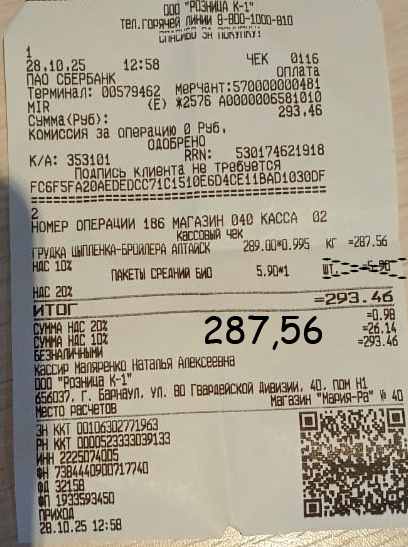 ООО "РОЗНИЦА К-1"
тел.горячей линии 8-800-1000-810
СПАСИБО ЗА ПОКУПКУ!
1
28.10.25 12:58 ЧЕК 0116
ПАО СБЕРБАНК Оплата
Терминал: 00579462 Мерчант:570000000481
MIR (E) *2576 A0000006581010
Сумма(Руб): 293.46
Комиссия за операцию 0 Руб.
ОДОБРЕНО
К/А: 353101 RRN: 530174621918
Подпись клиента не требуется
FC6F5FA20AEDEDCC71C1510E6D4CE11BAD1030DF
2
НОМЕР ОПЕРАЦИИ 186 МАГАЗИН 040 КАССА 02
КАССОВЫЙ ЧЕК
ГРУДКА ЦЫПЛЕНКА-БРОЙЛЕРА АЛТАЙСК 289.00*0.995 КГ =287.56
НДС 10%
ПАКЕТЫ СРЕДНИЙ БИО 5.90*1 ШТ. =5.90
НДС 20%
ИТОГ =293.46
СУММА НДС 20% =0.98
СУММА НДС 10% =26.14
БЕЗНАЛИЧНЫМИ =293.46
287,56
Кассир Маляренко Наталья Алексеевна
ООО "Розница К-1"
656037, г. Барнаул, ул. 80 Гвардейской Дивизии, 40, пом Н1
Место расчетов Магазин "Мария-Ра" № 40
ЗН ККТ 00106302771963
РН ККТ 0000523333039133
ИНН 2225074005
ФН 7384440900717740
ФД 32158
ФП 1933593450
ПРИХОД
28.10.25 12:58